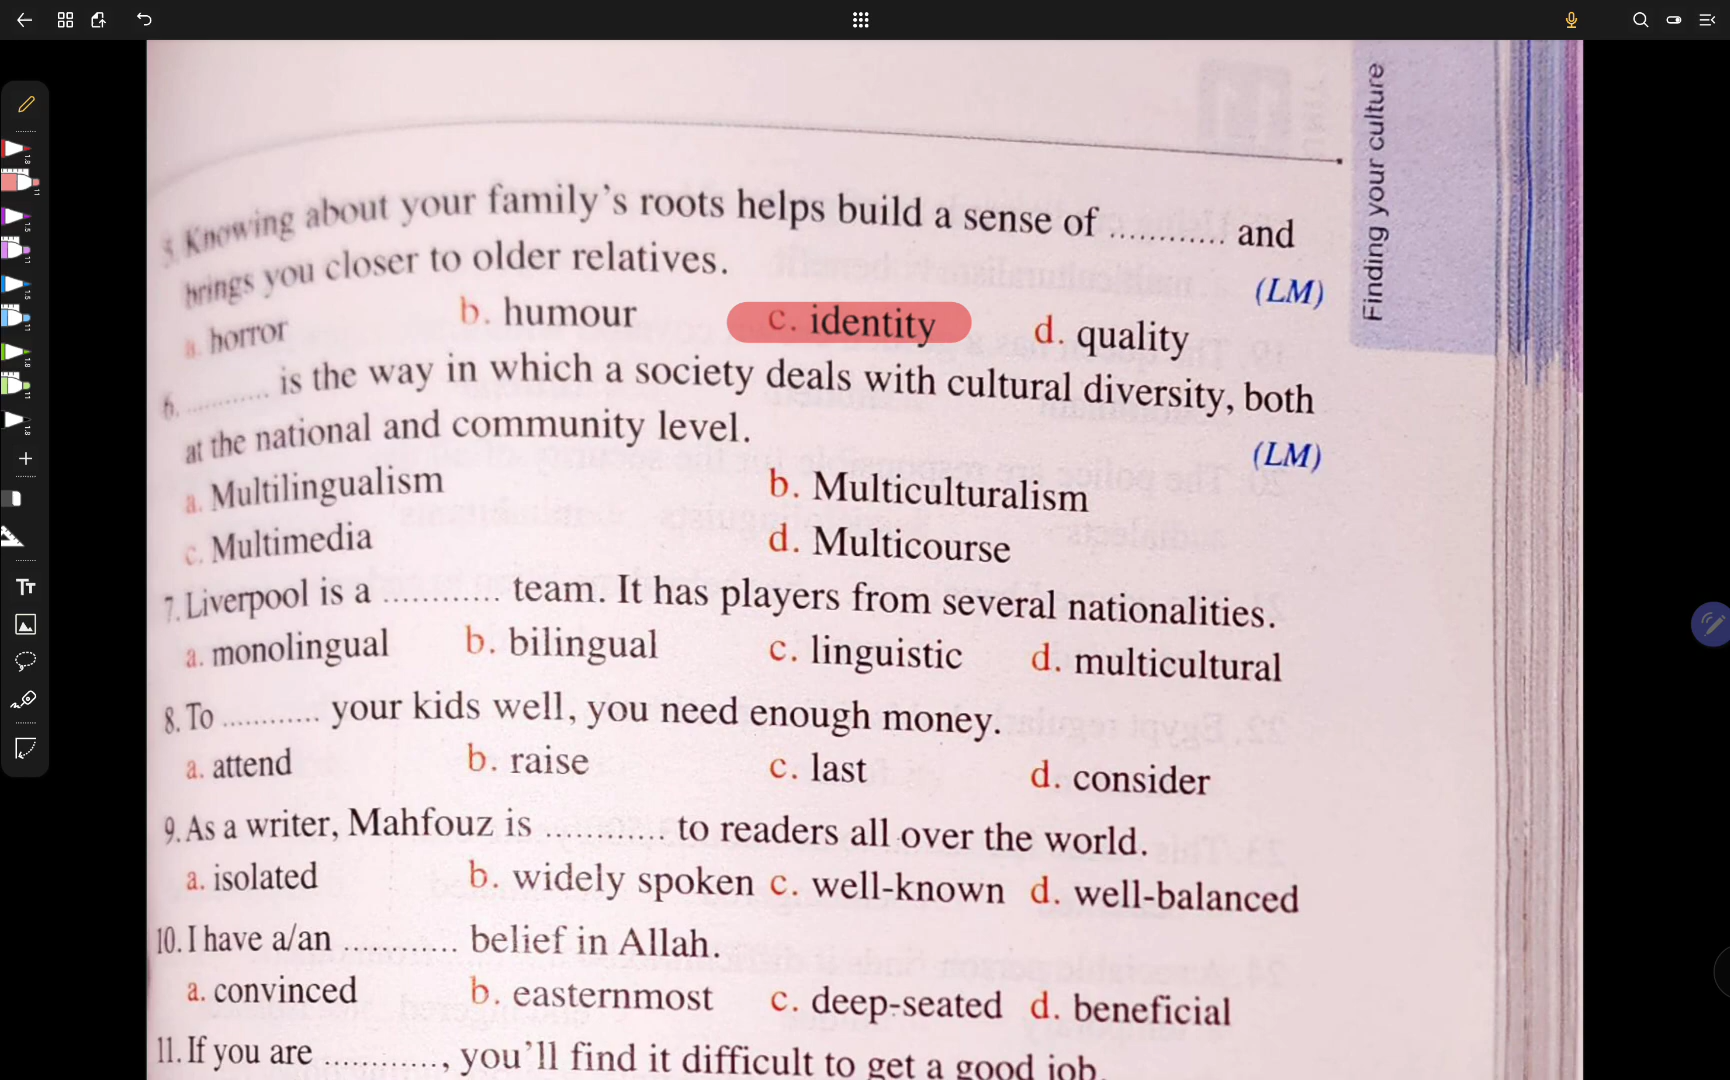 Finding your culture
5. Knowing about your family's roots helps build a sense of ............ and
brings you closer to older relatives. (LM)
a. horror b. humour c. identity d. quality
6. ............ is the way in which a society deals with cultural diversity, both
at the national and community level. (LM)
a. Multilingualism b. Multiculturalism
c. Multimedia d. Multicourse
7. Liverpool is a ............ team. It has players from several nationalities.
a. monolingual b. bilingual c. linguistic d. multicultural
8. To ............ your kids well, you need enough money.
a. attend b. raise c. last d. consider
9. As a writer, Mahfouz is ............ to readers all over the world.
a. isolated b. widely spoken c. well-known d. well-balanced
10. I have a/an ............ belief in Allah.
a. convinced b. easternmost c. deep-seated d. beneficial
11. If you are ............, you'll find it difficult to get a good job.